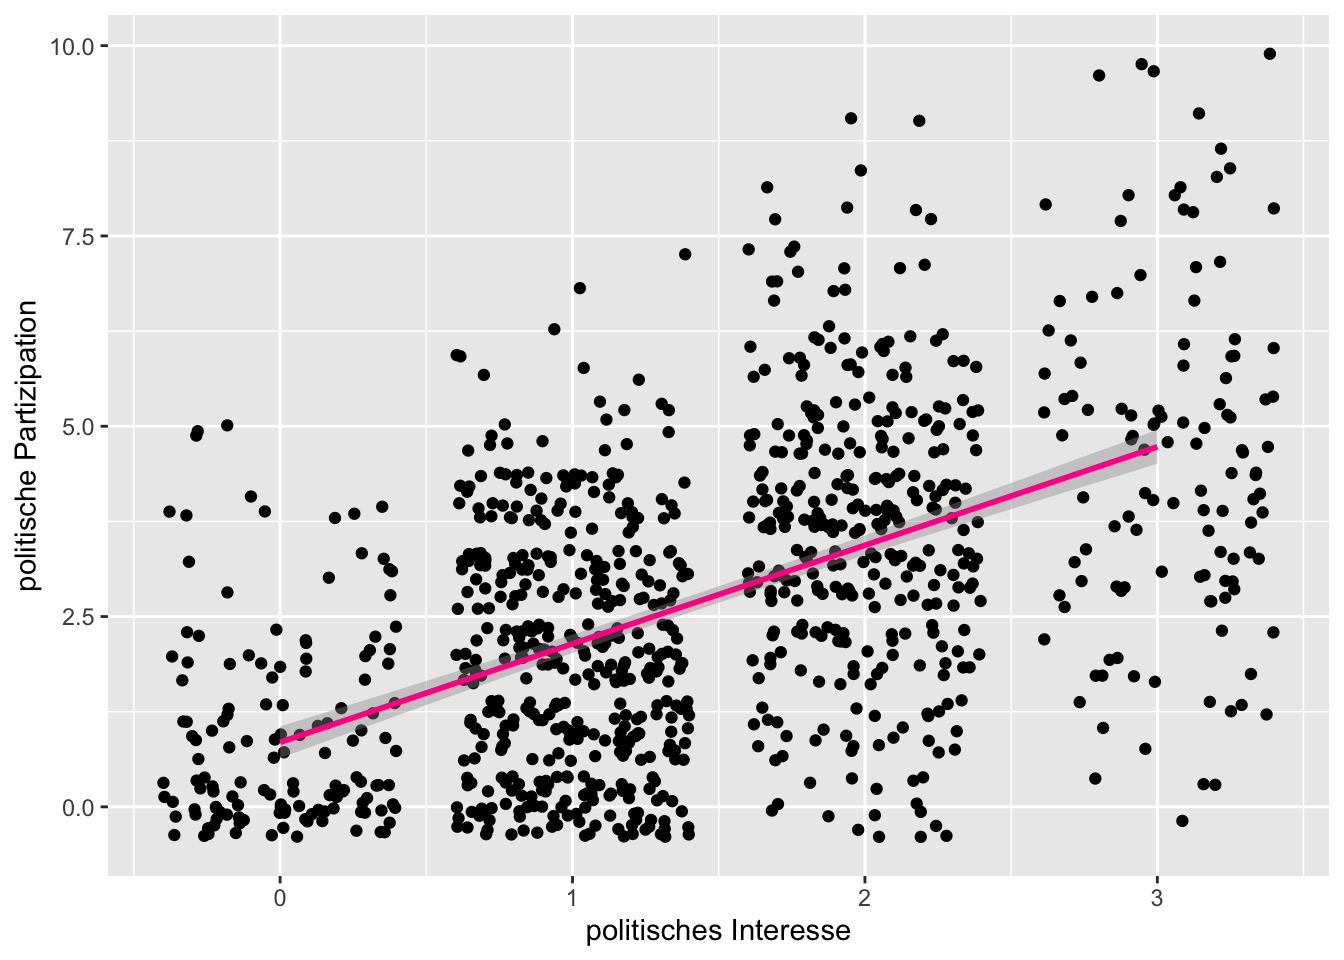 politische Partizipation
10.0
7.5
5.0
2.5
0.0
0 1 2 3
politisches Interesse